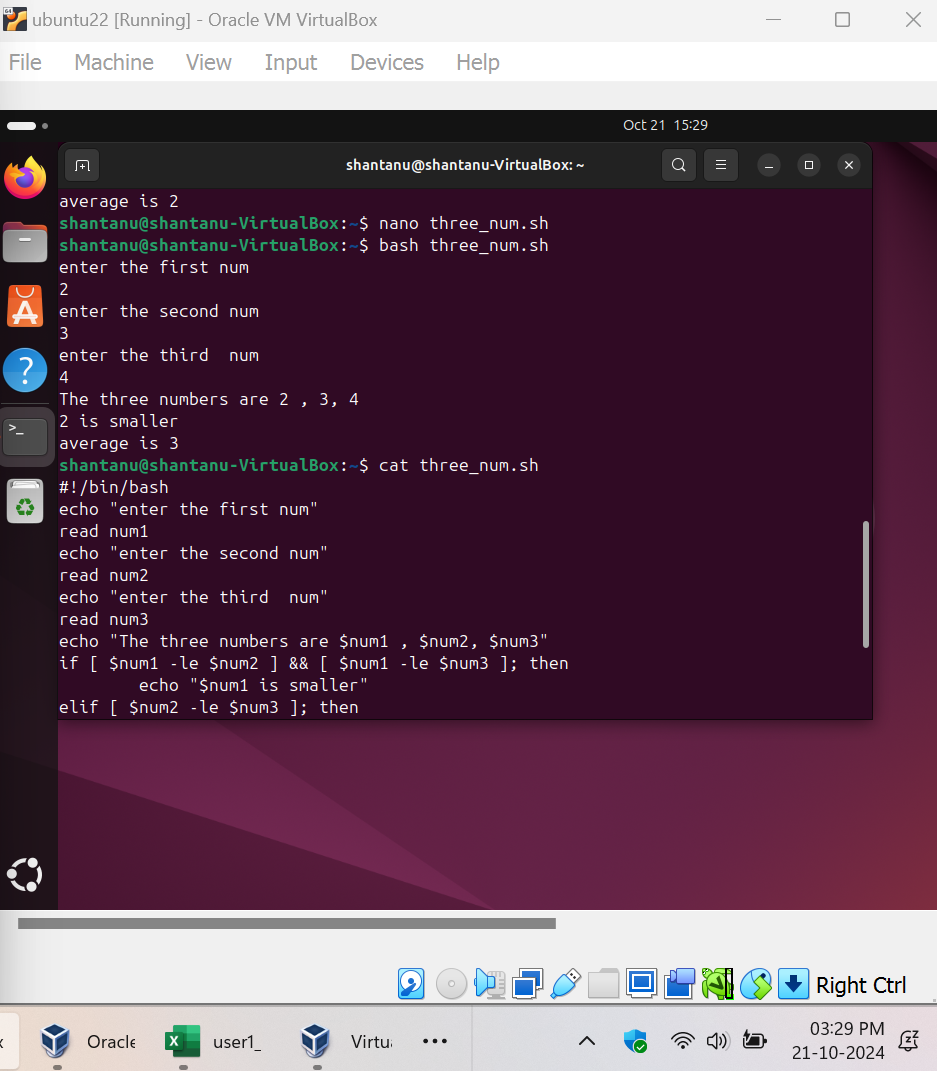 ubuntu22 [Running] - Oracle VM VirtualBox
File Machine View Input Devices Help
Oct 21 15:29
shantanu@shantanu-VirtualBox: ~
average is 2
shantanu@shantanu-VirtualBox:~$ nano three_num.sh
shantanu@shantanu-VirtualBox:~$ bash three_num.sh
enter the first num
2
enter the second num
3
enter the third  num
4
The three numbers are 2 , 3, 4
2 is smaller
average is 3
shantanu@shantanu-VirtualBox:~$ cat three_num.sh
#!/bin/bash
echo "enter the first num"
read num1
echo "enter the second num"
read num2
echo "enter the third  num"
read num3
echo "The three numbers are $num1 , $num2, $num3"
if [ $num1 -le $num2 ] && [ $num1 -le $num3 ]; then
        echo "$num1 is smaller"
elif [ $num2 -le $num3 ]; then
Right Ctrl
Oracle user1_ Virtu
03:29 PM
21-10-2024